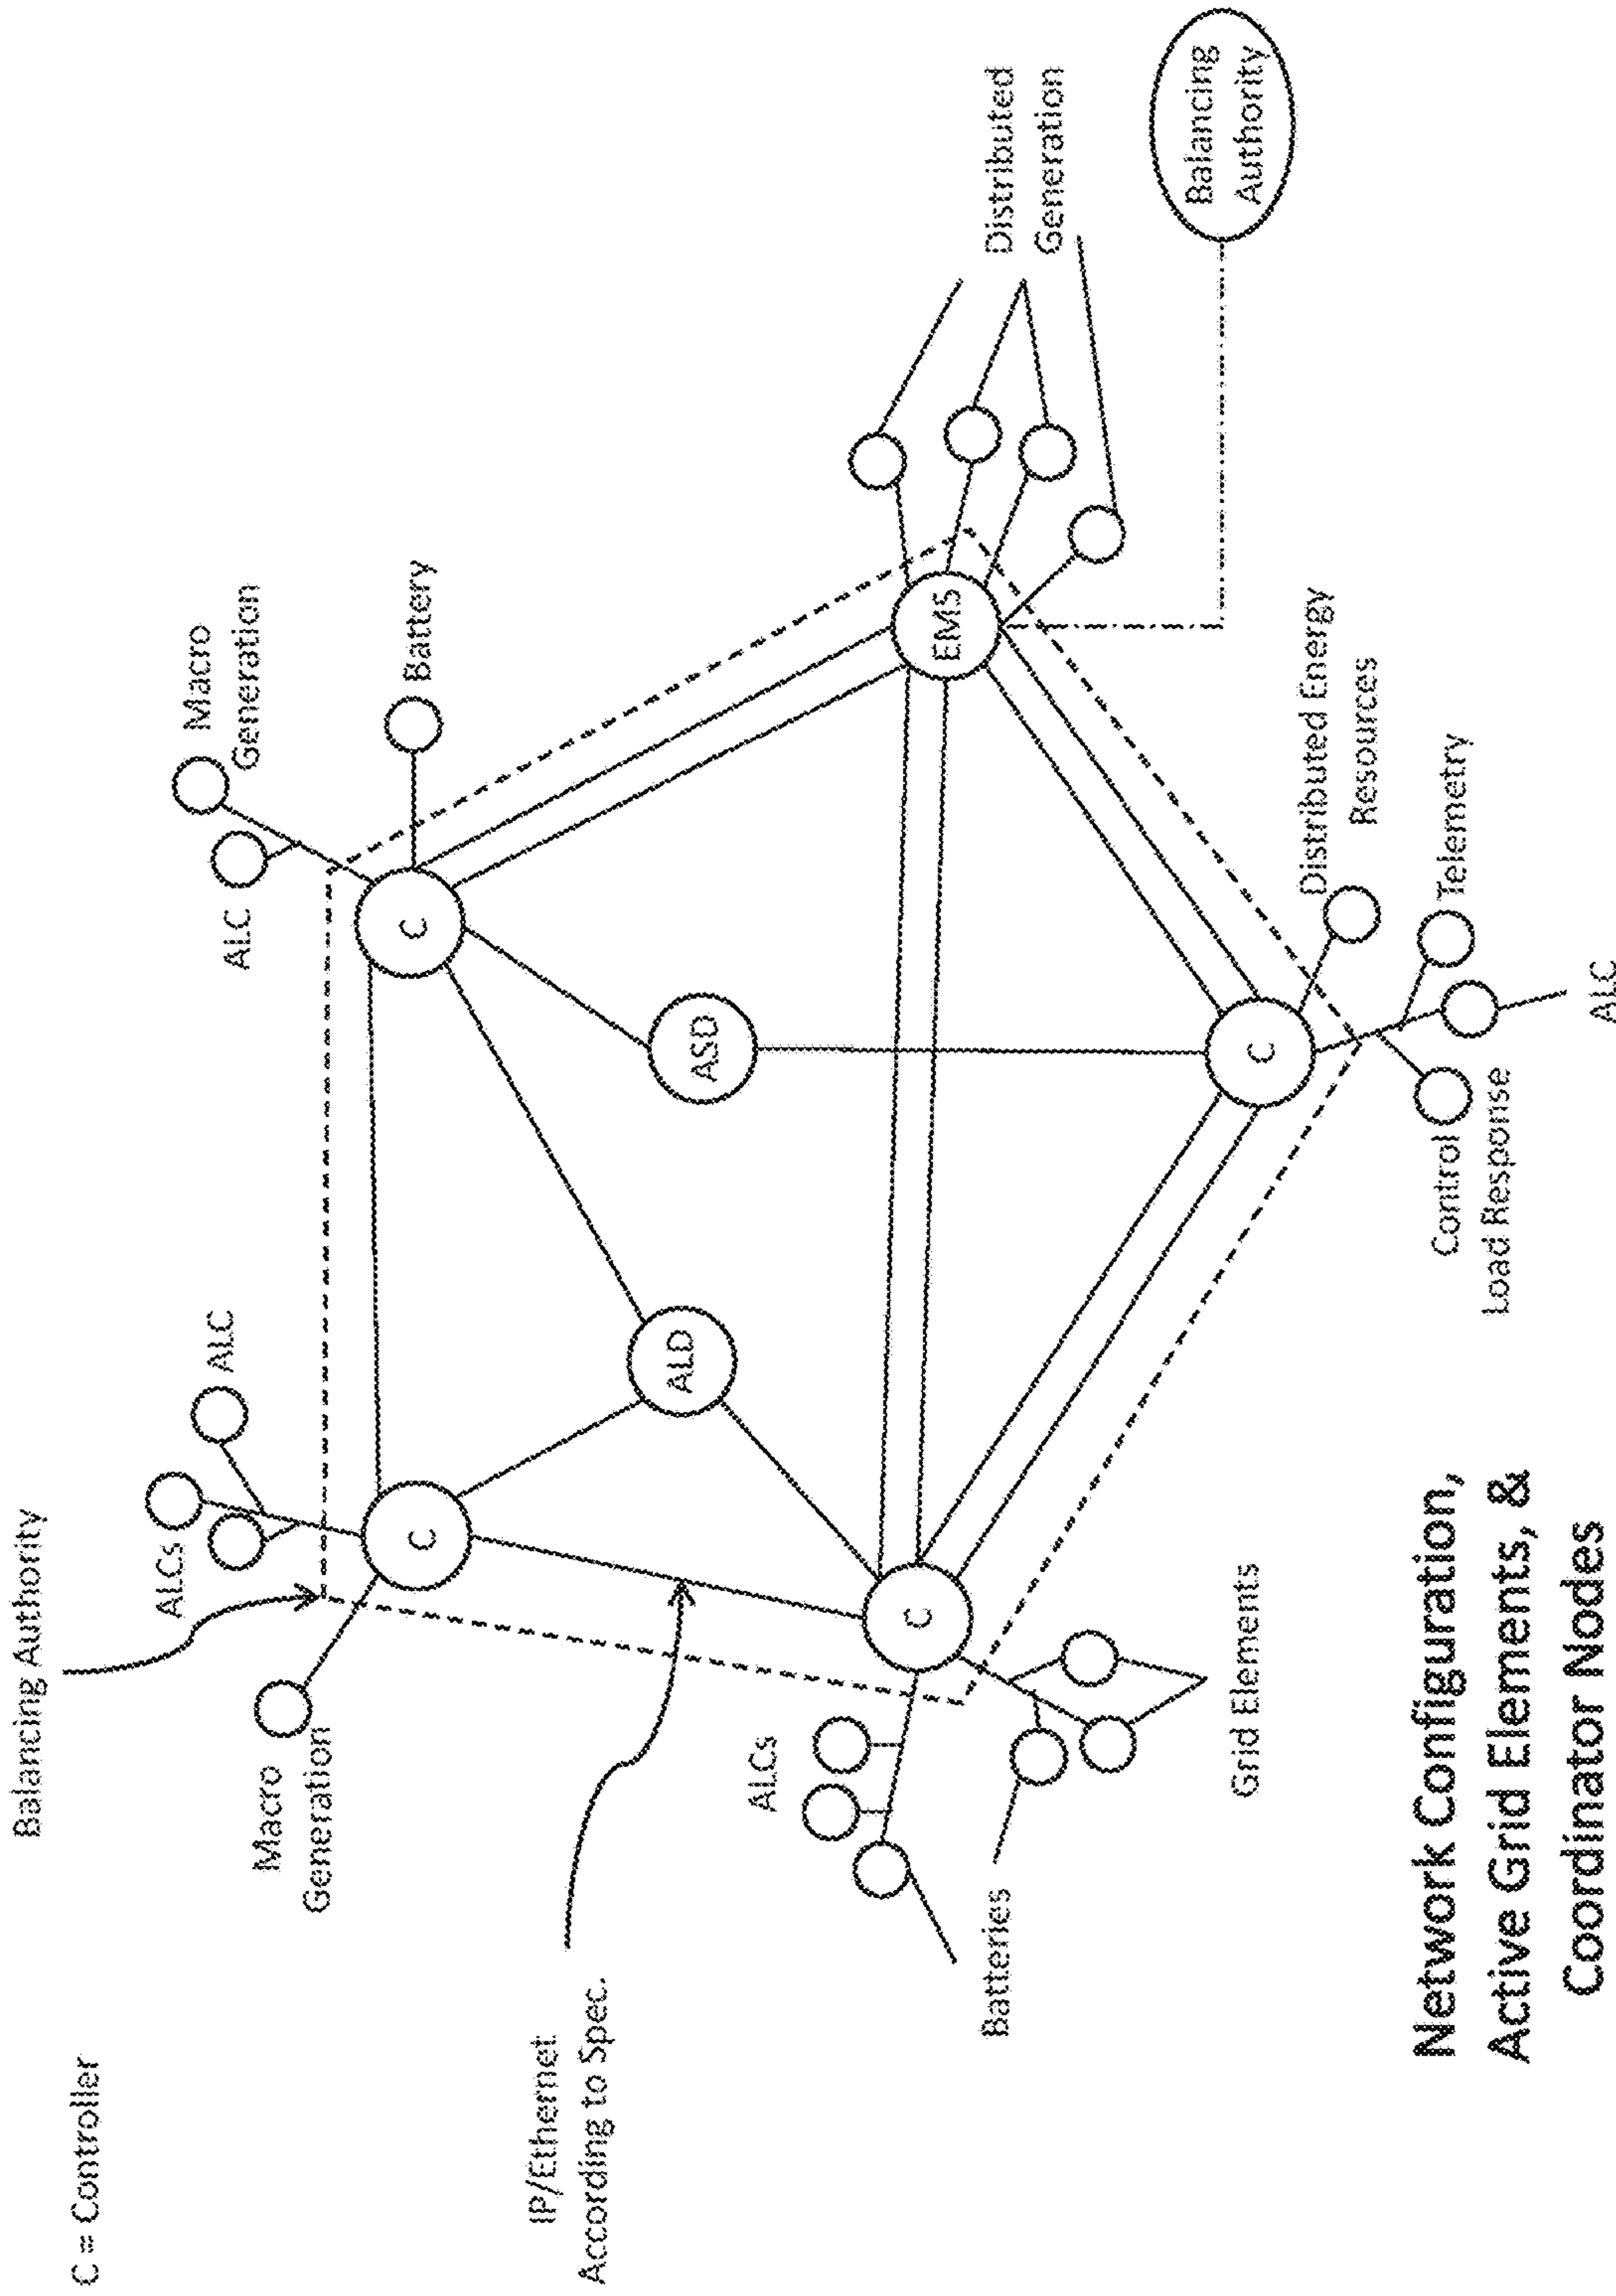 C = Controller
Balancing Authority
IP/Ethernet
According to Spec.
Macro
Generation
ALCs
ALC
ALC
Macro
Generation
Battery
C
C
ALD
ASD
ALCs
Batteries
C
EMS
Distributed
Generation
Grid Elements
C
Distributed Energy
Resources
Balancing
Authority
Control
Load Response
Telemetry
ALC
Network Configuration,
Active Grid Elements, &
Coordinator Nodes